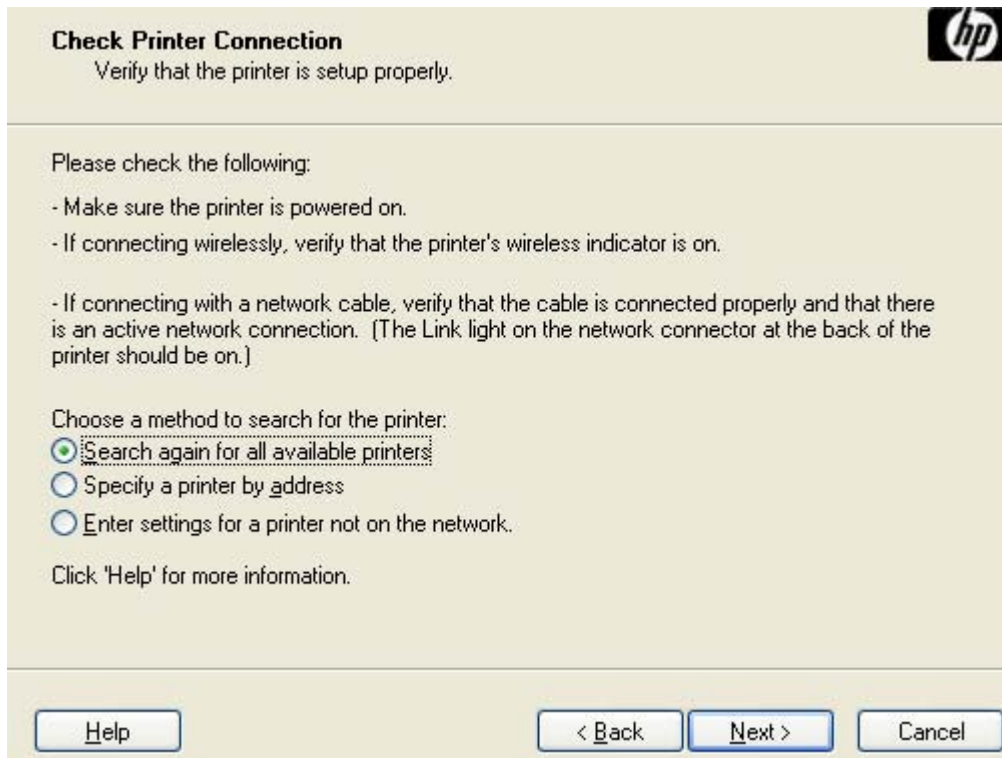 Check Printer Connection
hp
Verify that the printer is setup properly.
Please check the following:
- Make sure the printer is powered on.
- If connecting wirelessly, verify that the printer's wireless indicator is on.
- If connecting with a network cable, verify that the cable is connected properly and that there
is an active network connection.  (The Link light on the network connector at the back of the
printer should be on.)
Choose a method to search for the printer:
Search again for all available printers
Specify a printer by address
Enter settings for a printer not on the network.
Click 'Help' for more information.
Help
< Back
Next >
Cancel